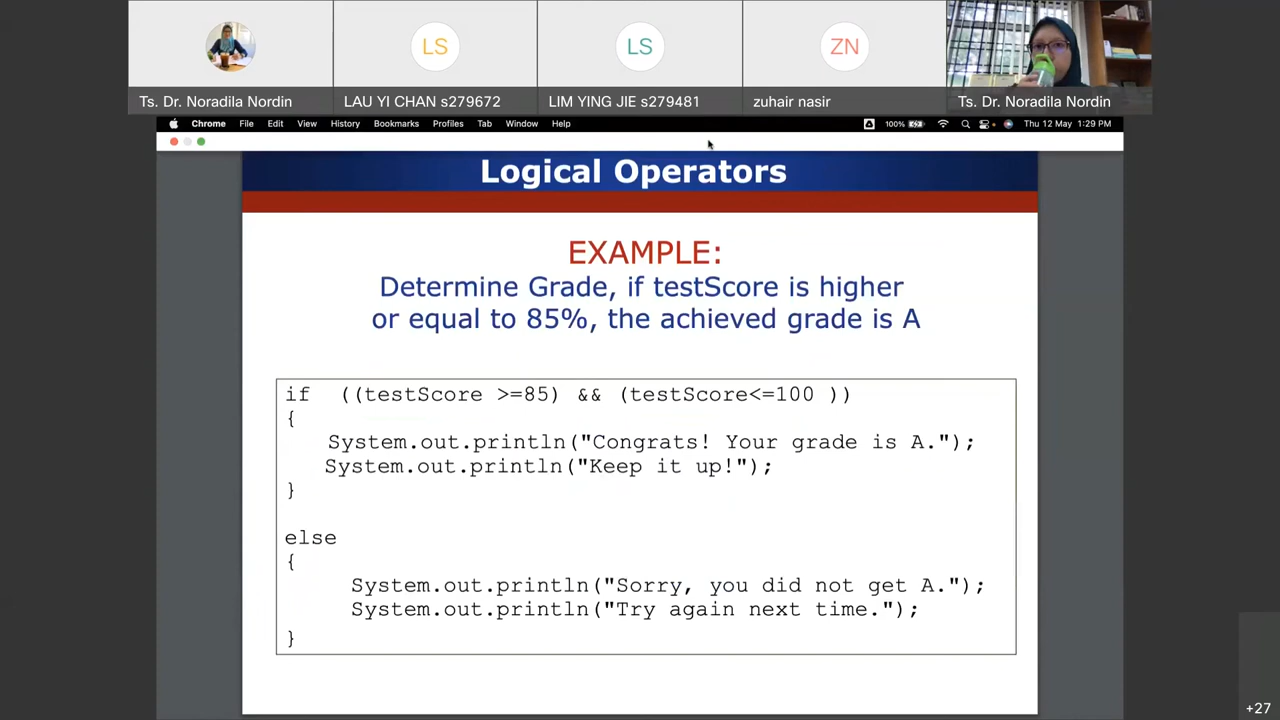 LS
LS
ZN
Ts. Dr. Noradila Nordin
LAU YI CHAN s279672
LIM YING JIE s279481
zuhair nasir
Ts. Dr. Noradila Nordin
Chrome File Edit View History Bookmarks Profiles Tab Window Help
100% Thu 12 May 1:29 PM
Logical Operators
EXAMPLE:
Determine Grade, if testScore is higher
or equal to 85%, the achieved grade is A
if ((testScore >=85) && (testScore<=100 ))
{
System.out.println("Congrats! Your grade is A.");
System.out.println("Keep it up!");
}
else
{
System.out.println("Sorry, you did not get A.");
System.out.println("Try again next time.");
}
+27